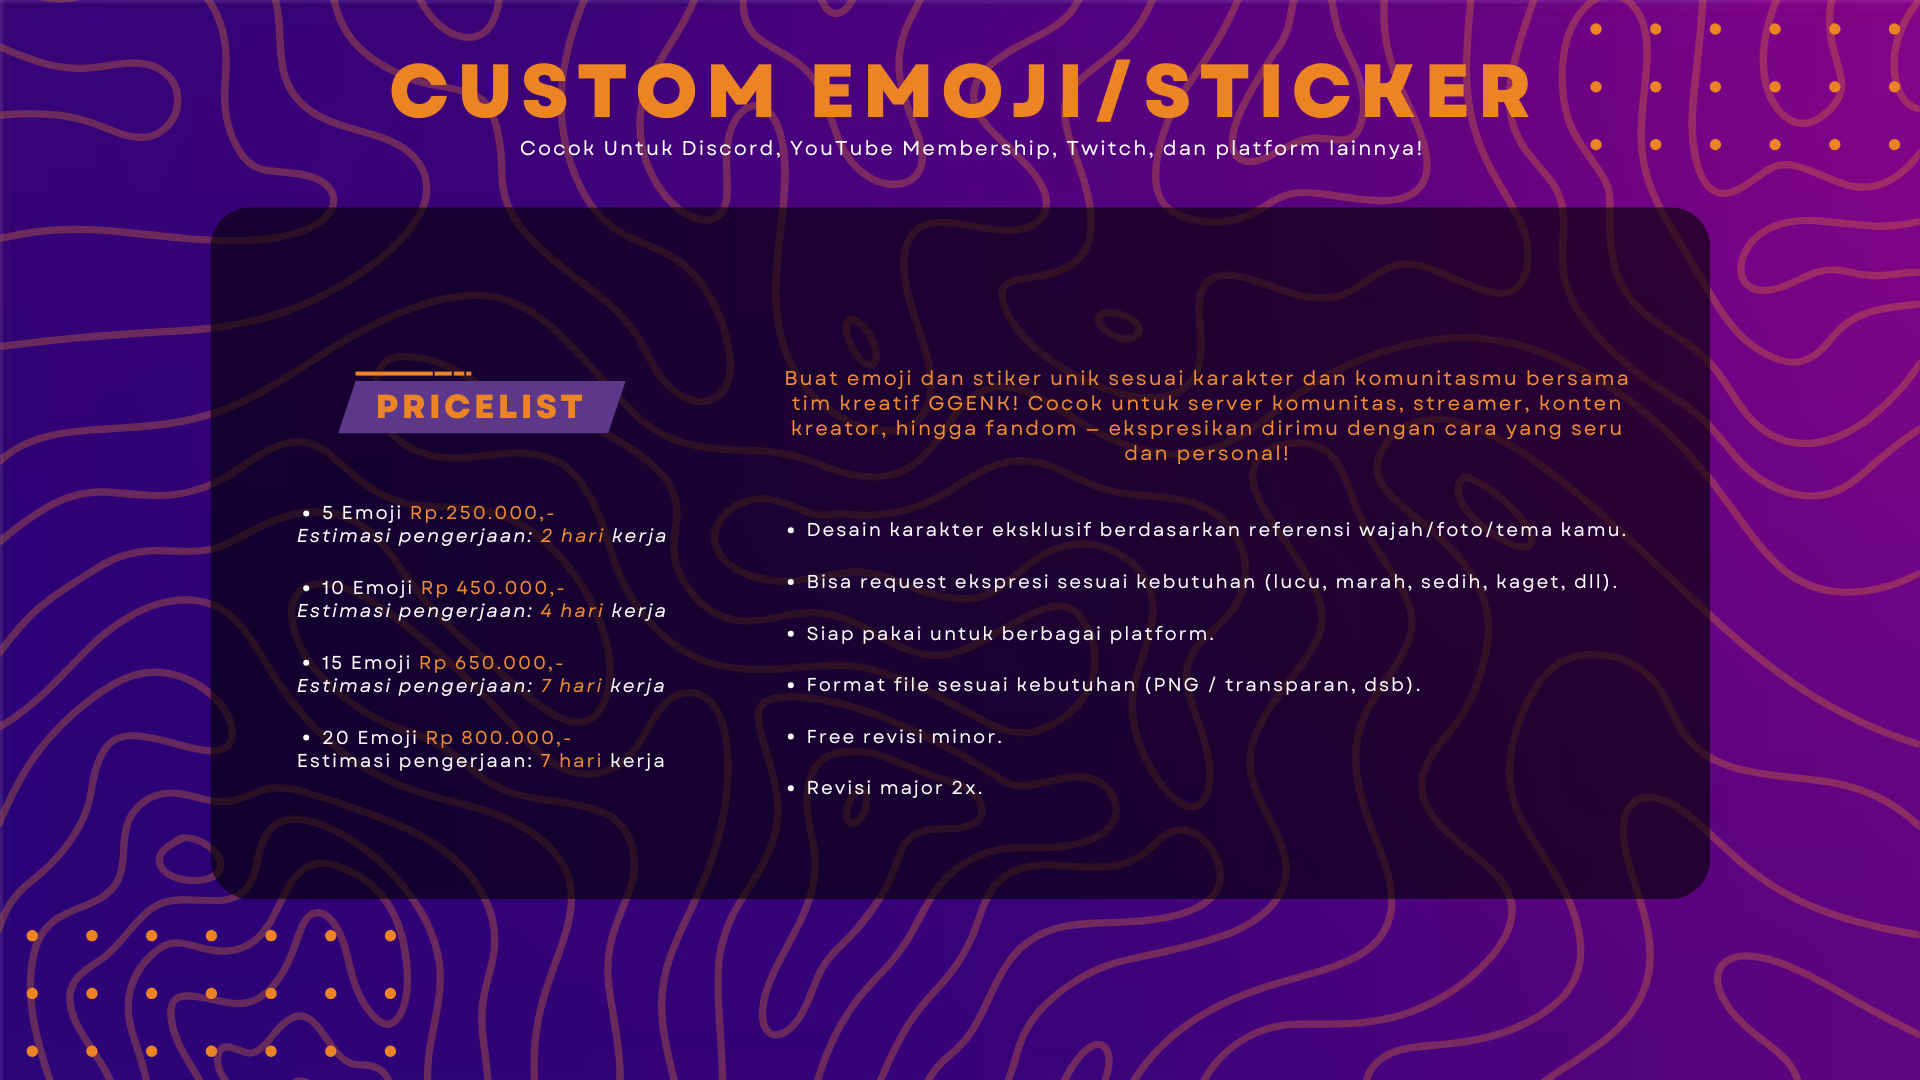 CUSTOM EMOJI/STICKER
Cocok Untuk Discord, YouTube Membership, Twitch, dan platform lainnya!
PRICELIST
• 5 Emoji Rp.250.000,-
Estimasi pengerjaan: 2 hari kerja
• 10 Emoji Rp 450.000,-
Estimasi pengerjaan: 4 hari kerja
• 15 Emoji Rp 650.000,-
Estimasi pengerjaan: 7 hari kerja
• 20 Emoji Rp 800.000,-
Estimasi pengerjaan: 7 hari kerja
Buat emoji dan stiker unik sesuai karakter dan komunitasmu bersama
tim kreatif GGENK! Cocok untuk server komunitas, streamer, konten
kreator, hingga fandom – ekspresikan dirimu dengan cara yang seru
dan personal!
• Desain karakter eksklusif berdasarkan referensi wajah/foto/tema kamu.
• Bisa request ekspresi sesuai kebutuhan (lucu, marah, sedih, kaget, dll).
• Siap pakai untuk berbagai platform.
• Format file sesuai kebutuhan (PNG / transparan, dsb).
• Free revisi minor.
• Revisi major 2x.